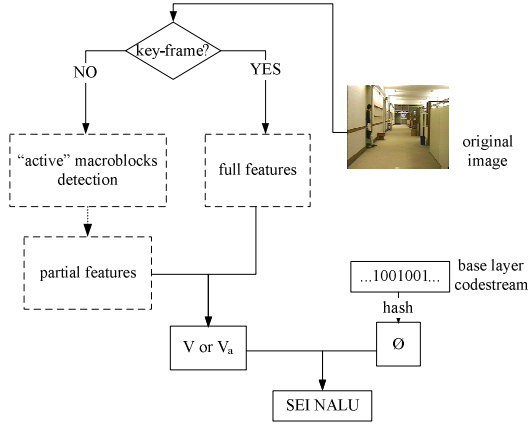 key-frame?
NO
YES
“active” macroblocks
detection
full features
original
image
partial features
base layer
codestream
...1001001...
hash
V or Vₐ
Ø
SEI NALU